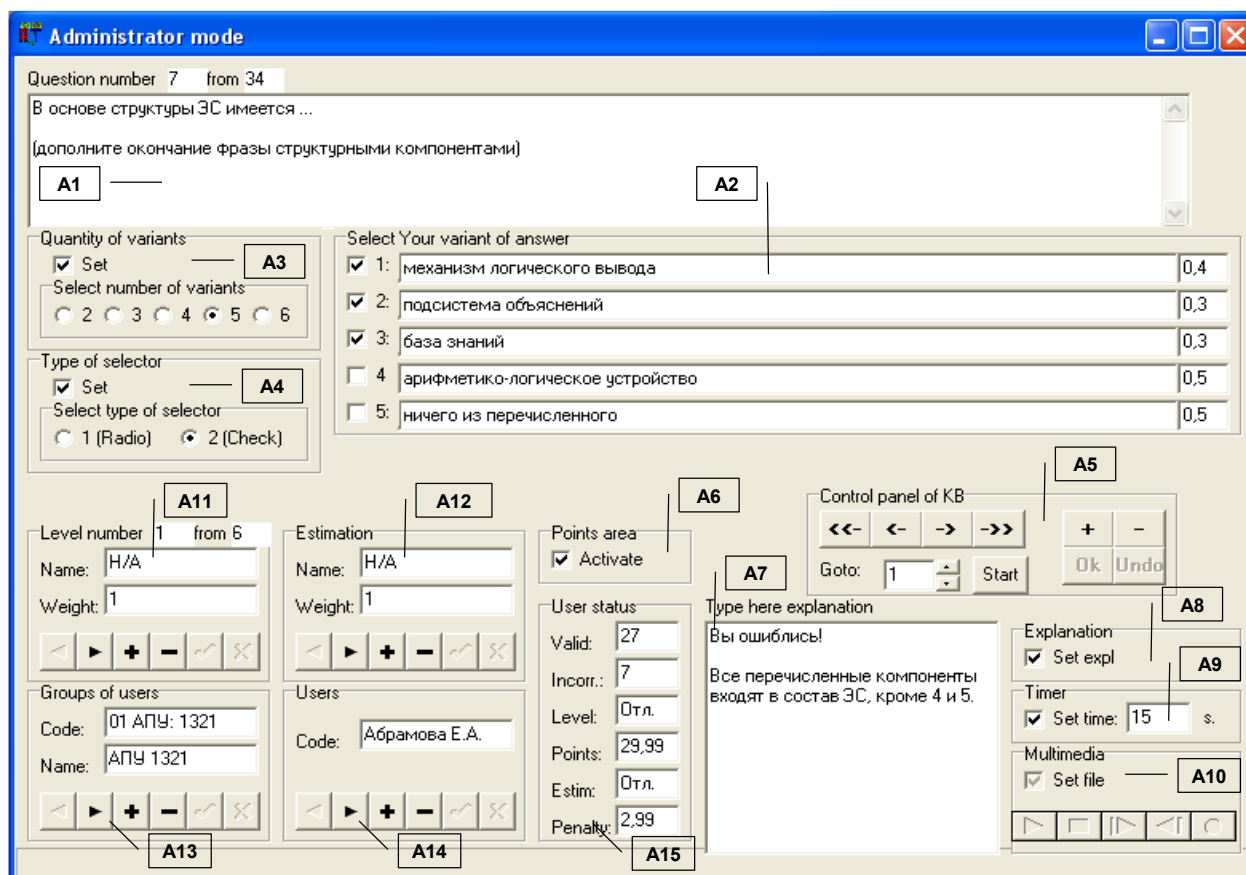 Administrator mode
Question number 7 from 34
В основе структуры ЭС имеется ...
(дополните окончание фразы структурными компонентами)
A1
A2
Quantity of variants
Set
A3
Select number of variants
2 3 4 5 6
Type of selector
Set
A4
Select type of selector
1 (Radio) 2 (Check)
Select Your variant of answer
1: механизм логического вывода 0,4
2: подсистема объяснений 0,3
3: база знаний 0,3
4 арифметико-логическое устройство 0,5
5: ничего из перечисленного 0,5
A11
A12
A6
A5
Level number 1 from 6
Name: Н/А
Weight: 1
Estimation
Name: Н/А
Weight: 1
Points area
Activate
Control panel of KB
<<- <- -> ->>
+ -
Goto: 1 Start
Ok Undo
A7
A8
Groups of users
Code: 01 АПУ: 1321
Name: АПУ 1321
A13
Users
Code: Абрамова Е.А.
A14
User status
Valid: 27
Incorr.: 7
Level: Отл.
Points: 29,99
Estim: Отл.
Penalty: 2,99
A15
Type here explanation
Вы ошиблись!
Все перечисленные компоненты
входят в состав ЭС, кроме 4 и 5.
Explanation
Set expl
A9
Timer
Set time: 15 s.
Multimedia
Set file
A10